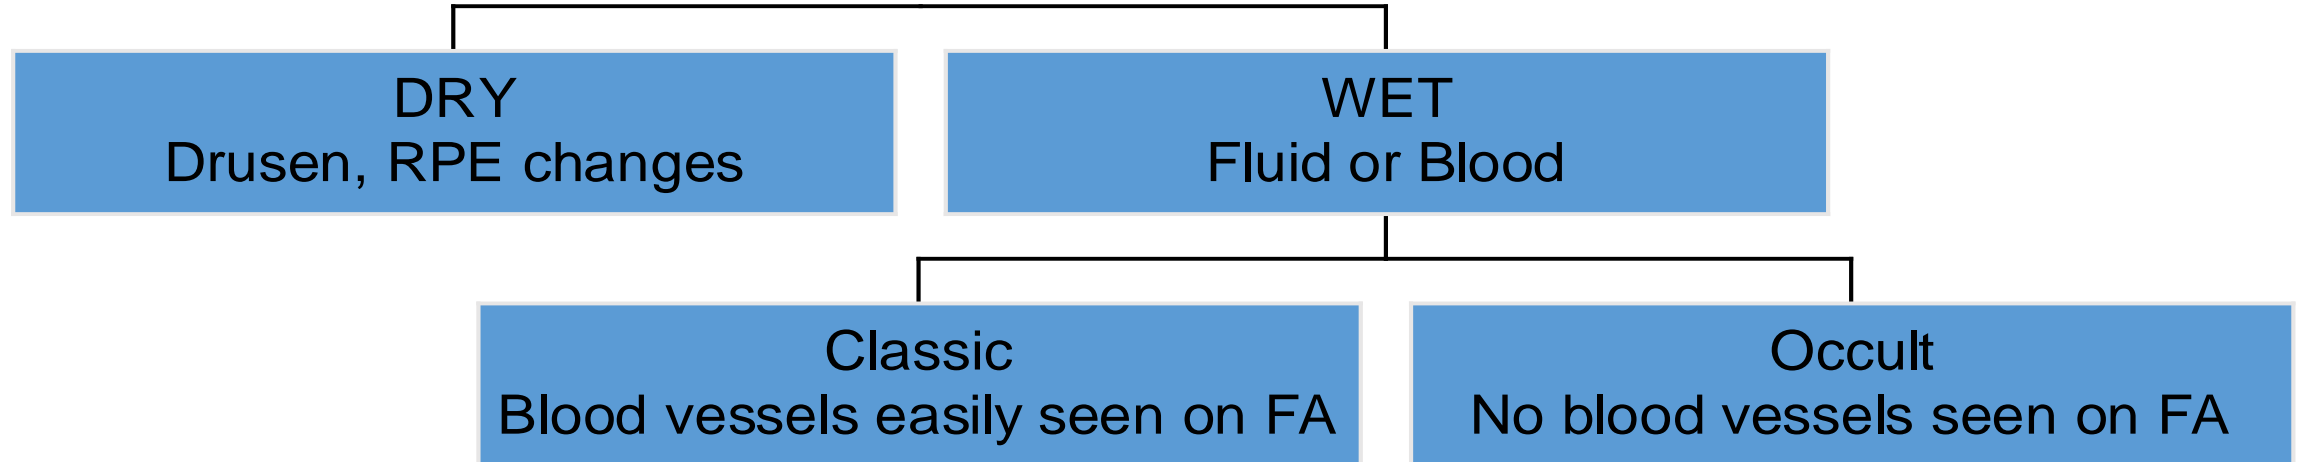 DRY
Drusen, RPE changes
WET
Fluid or Blood
Classic
Blood vessels easily seen on FA
Occult
No blood vessels seen on FA